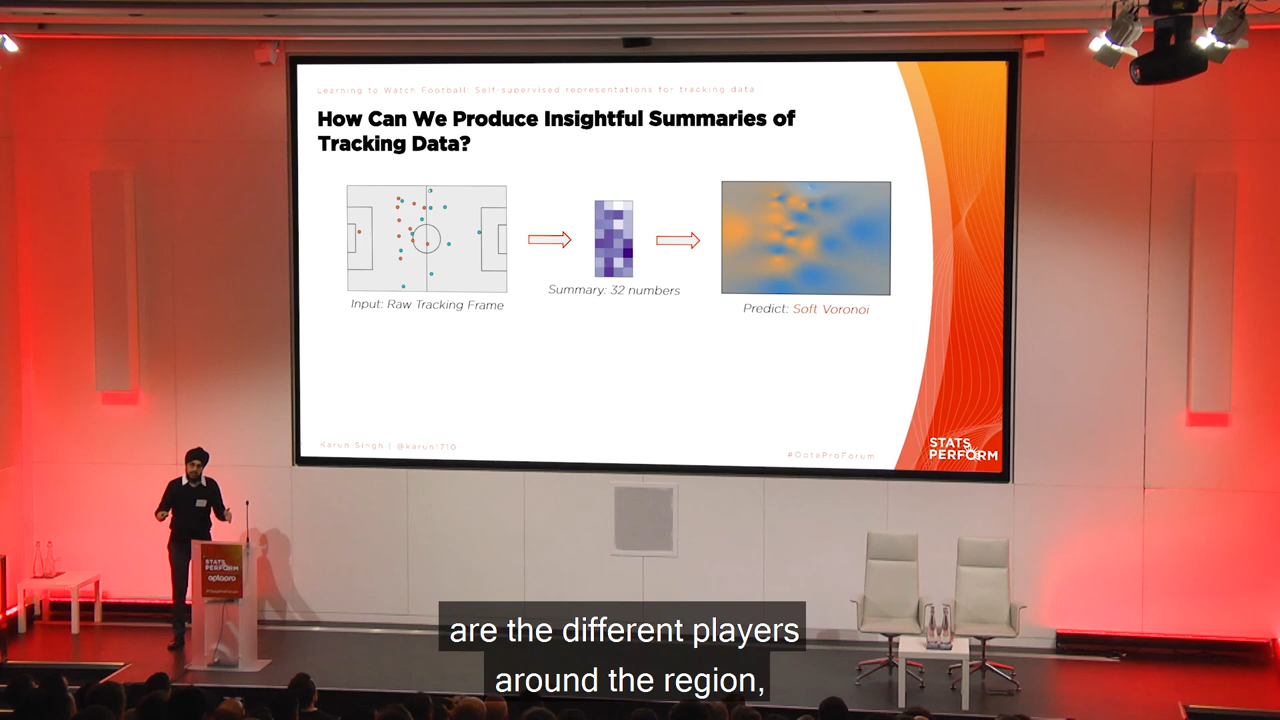 Learning to Watch Football: Self-supervised representations for tracking data
How Can We Produce Insightful Summaries of
Tracking Data?
Input: Raw Tracking Frame
Summary: 32 numbers
Predict: Soft Voronoi
Karun Singh | @karun1710
#OptaProForum
STATS
PERFORM
STATS
PERFORM
optapro
#OptaProForum
are the different players
around the region,